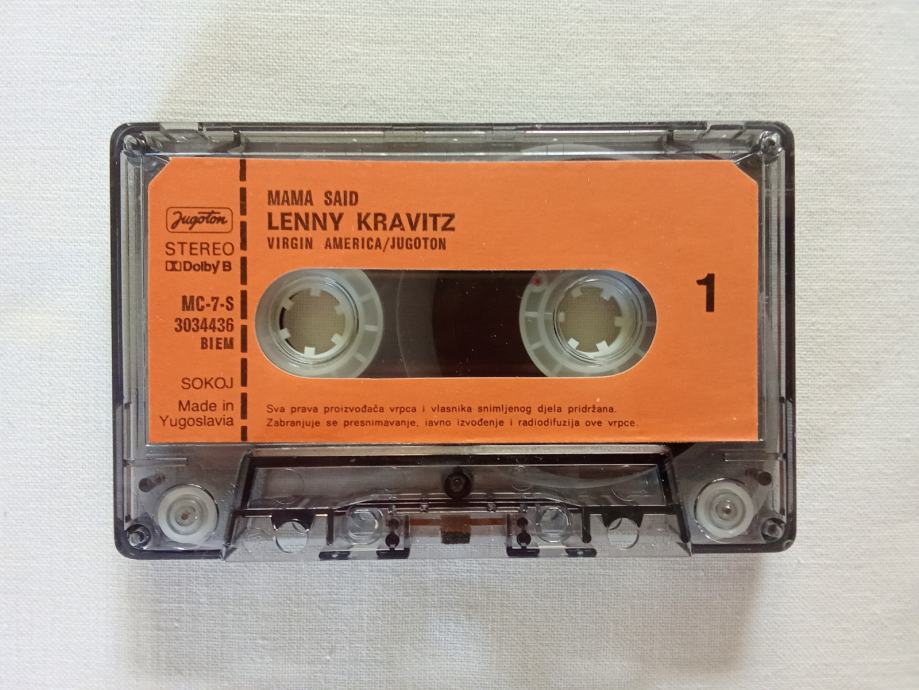 Jugoton
STEREO
Dolby B
MC-7-S
3034436
BIEM
SOKOJ
Made in
Yugoslavia
MAMA SAID
LENNY KRAVITZ
VIRGIN AMERICA/JUGOTON
1
Sva prava proizvođača vrpca i vlasnika snimljenog djela pridržana.
Zabranjuje se presnimavanje, iavno izvođenje i radiodifuzija ove vrpce.